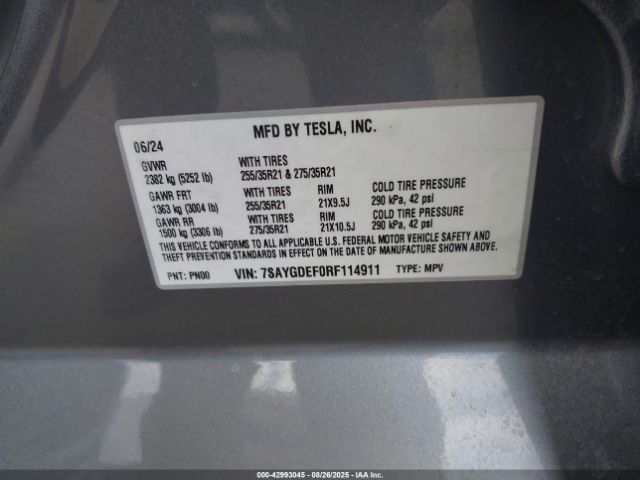 MFD BY TESLA, INC.
06/24
GVWR WITH TIRES
2382 kg (5252 lb) 255/35R21 & 275/35R21
GAWR FRT WITH TIRES RIM COLD TIRE PRESSURE
1363 kg (3004 lb) 255/35R21 21X9.5J 290 kPa, 42 psi
GAWR RR WITH TIRES RIM COLD TIRE PRESSURE
1500 kg (3306 lb) 275/35R21 21X10.5J 290 kPa, 42 psi
THIS VEHICLE CONFORMS TO ALL APPLICABLE U.S. FEDERAL MOTOR VEHICLE SAFETY AND
THEFT PREVENTION STANDARDS IN EFFECT ON THE DATE OF MANUFACTURE SHOWN ABOVE.
PNT: PN00 VIN: 7SAYGDEF0RF114911 TYPE: MPV
000-42993045 - 08/26/2025 - IAAI INC.